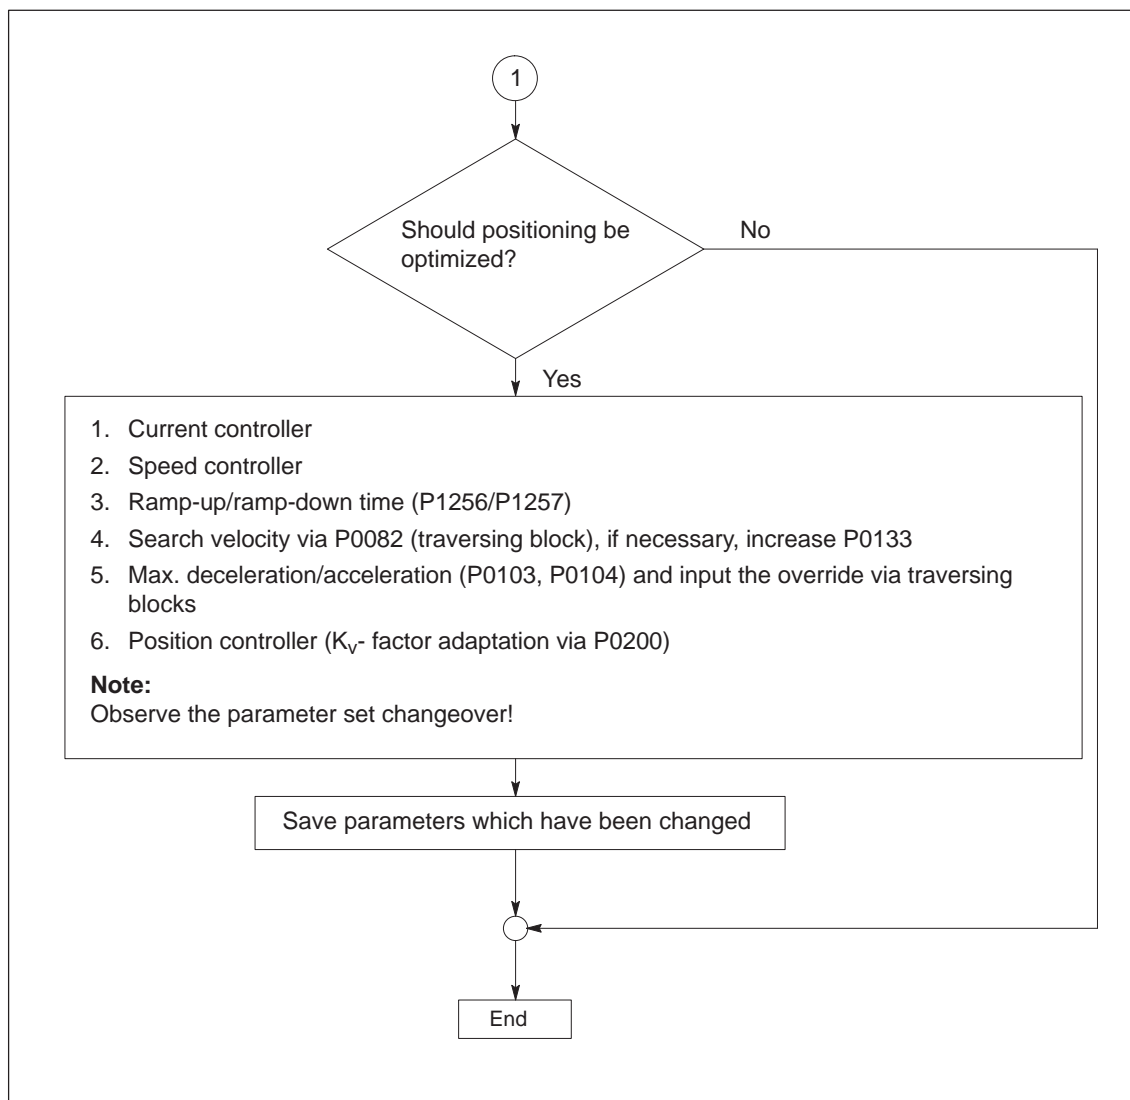 1
Should positioning be
optimized?
No
Yes
1. Current controller
2. Speed controller
3. Ramp-up/ramp-down time (P1256/P1257)
4. Search velocity via P0082 (traversing block), if necessary, increase P0133
5. Max. deceleration/acceleration (P0103, P0104) and input the override via traversing
blocks
6. Position controller (Kv- factor adaptation via P0200)
Note:
Observe the parameter set changeover!
Save parameters which have been changed
End